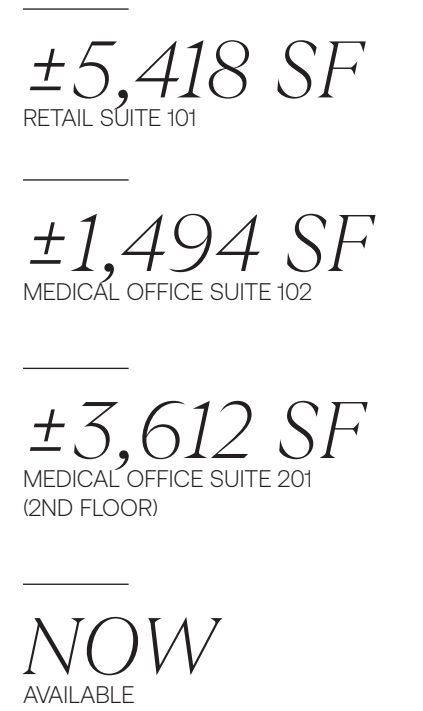 ±5,418 SF
RETAIL SUITE 101
±1,494 SF
MEDICAL OFFICE SUITE 102
±3,612 SF
MEDICAL OFFICE SUITE 201
(2ND FLOOR)
NOW
AVAILABLE